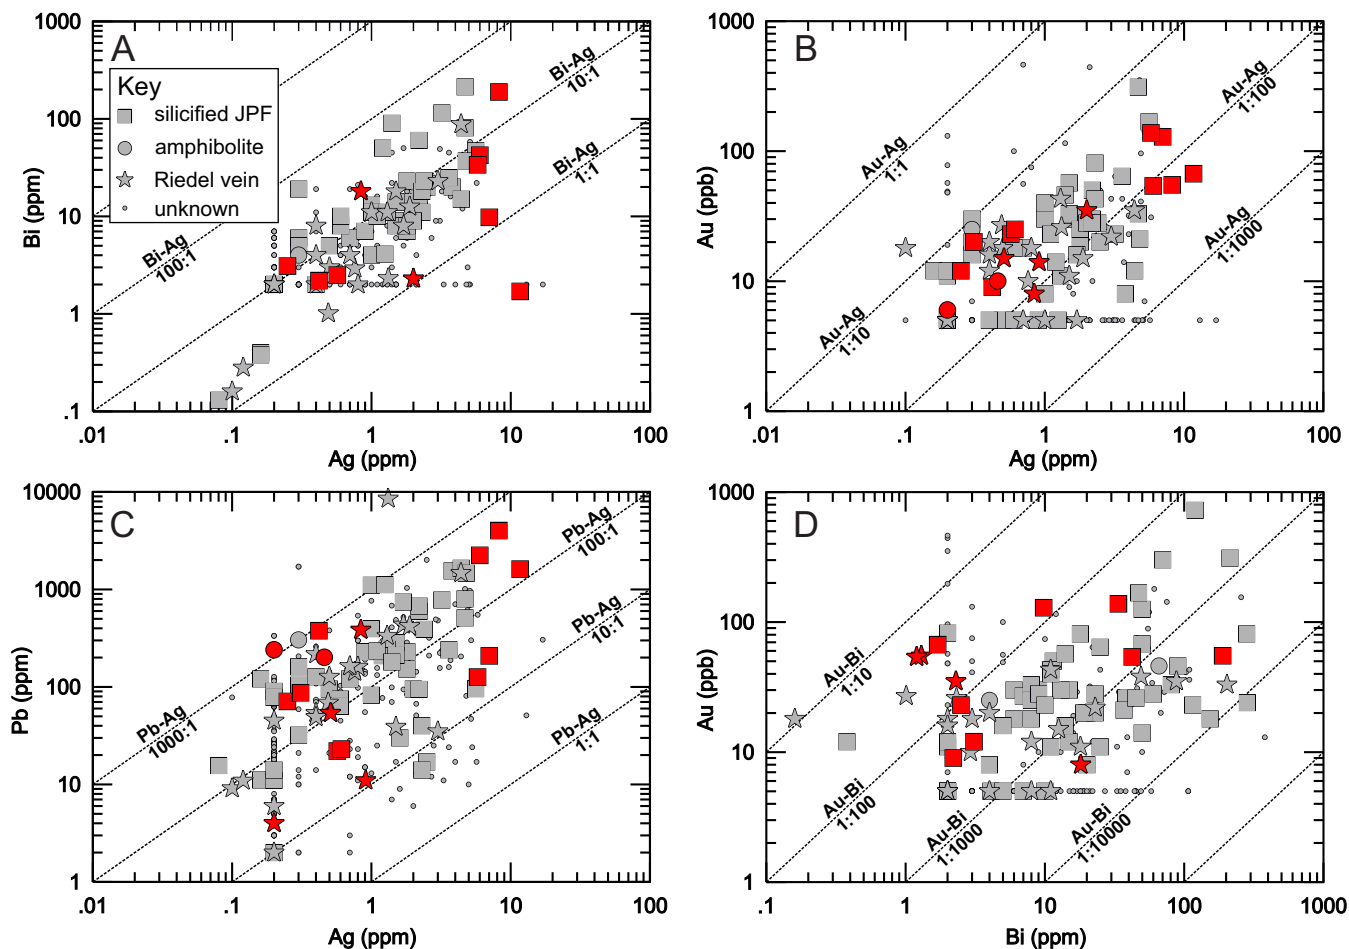 A
1000
100
10
1
.1
Bi (ppm)
.01
.1
1
10
100
Ag (ppm)
Key
silicified JPF
amphibolite
Riedel vein
unknown
Bi-Ag
100:1
Bi-Ag
10:1
Bi-Ag
1:1
B
1000
100
10
1
Au (ppb)
.01
.1
1
10
100
Ag (ppm)
Au-Ag
1:1
Au-Ag
1:10
Au-Ag
1:100
Au-Ag
1:1000
C
10000
1000
100
10
1
Pb (ppm)
.01
.1
1
10
100
Ag (ppm)
Pb-Ag
1000:1
Pb-Ag
100:1
Pb-Ag
10:1
Pb-Ag
1:1
D
1000
100
10
1
Au (ppb)
.1
1
10
100
1000
Bi (ppm)
Au-Bi
1:10
Au-Bi
1:100
Au-Bi
1:1000
Au-Bi
1:10000